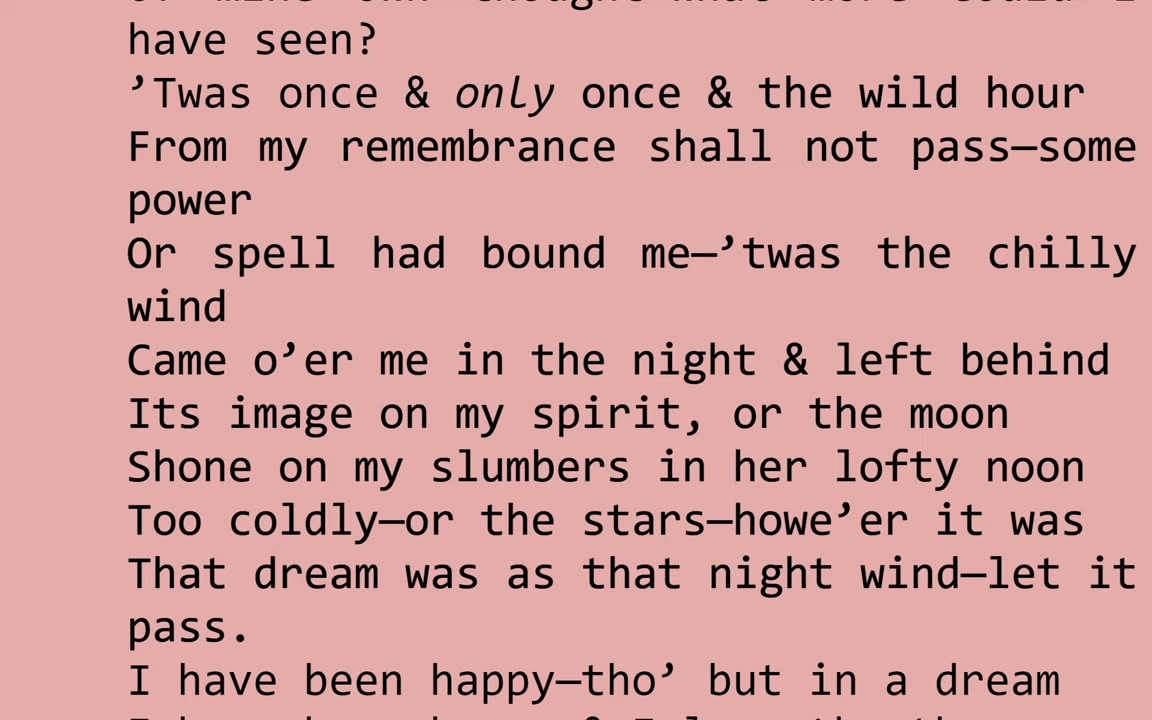 have seen?
’Twas once & only once & the wild hour
From my remembrance shall not pass—some
power
Or spell had bound me—’twas the chilly
wind
Came o’er me in the night & left behind
Its image on my spirit, or the moon
Shone on my slumbers in her lofty noon
Too coldly—or the stars—howe’er it was
That dream was as that night wind—let it
pass.
I have been happy—tho’ but in a dream